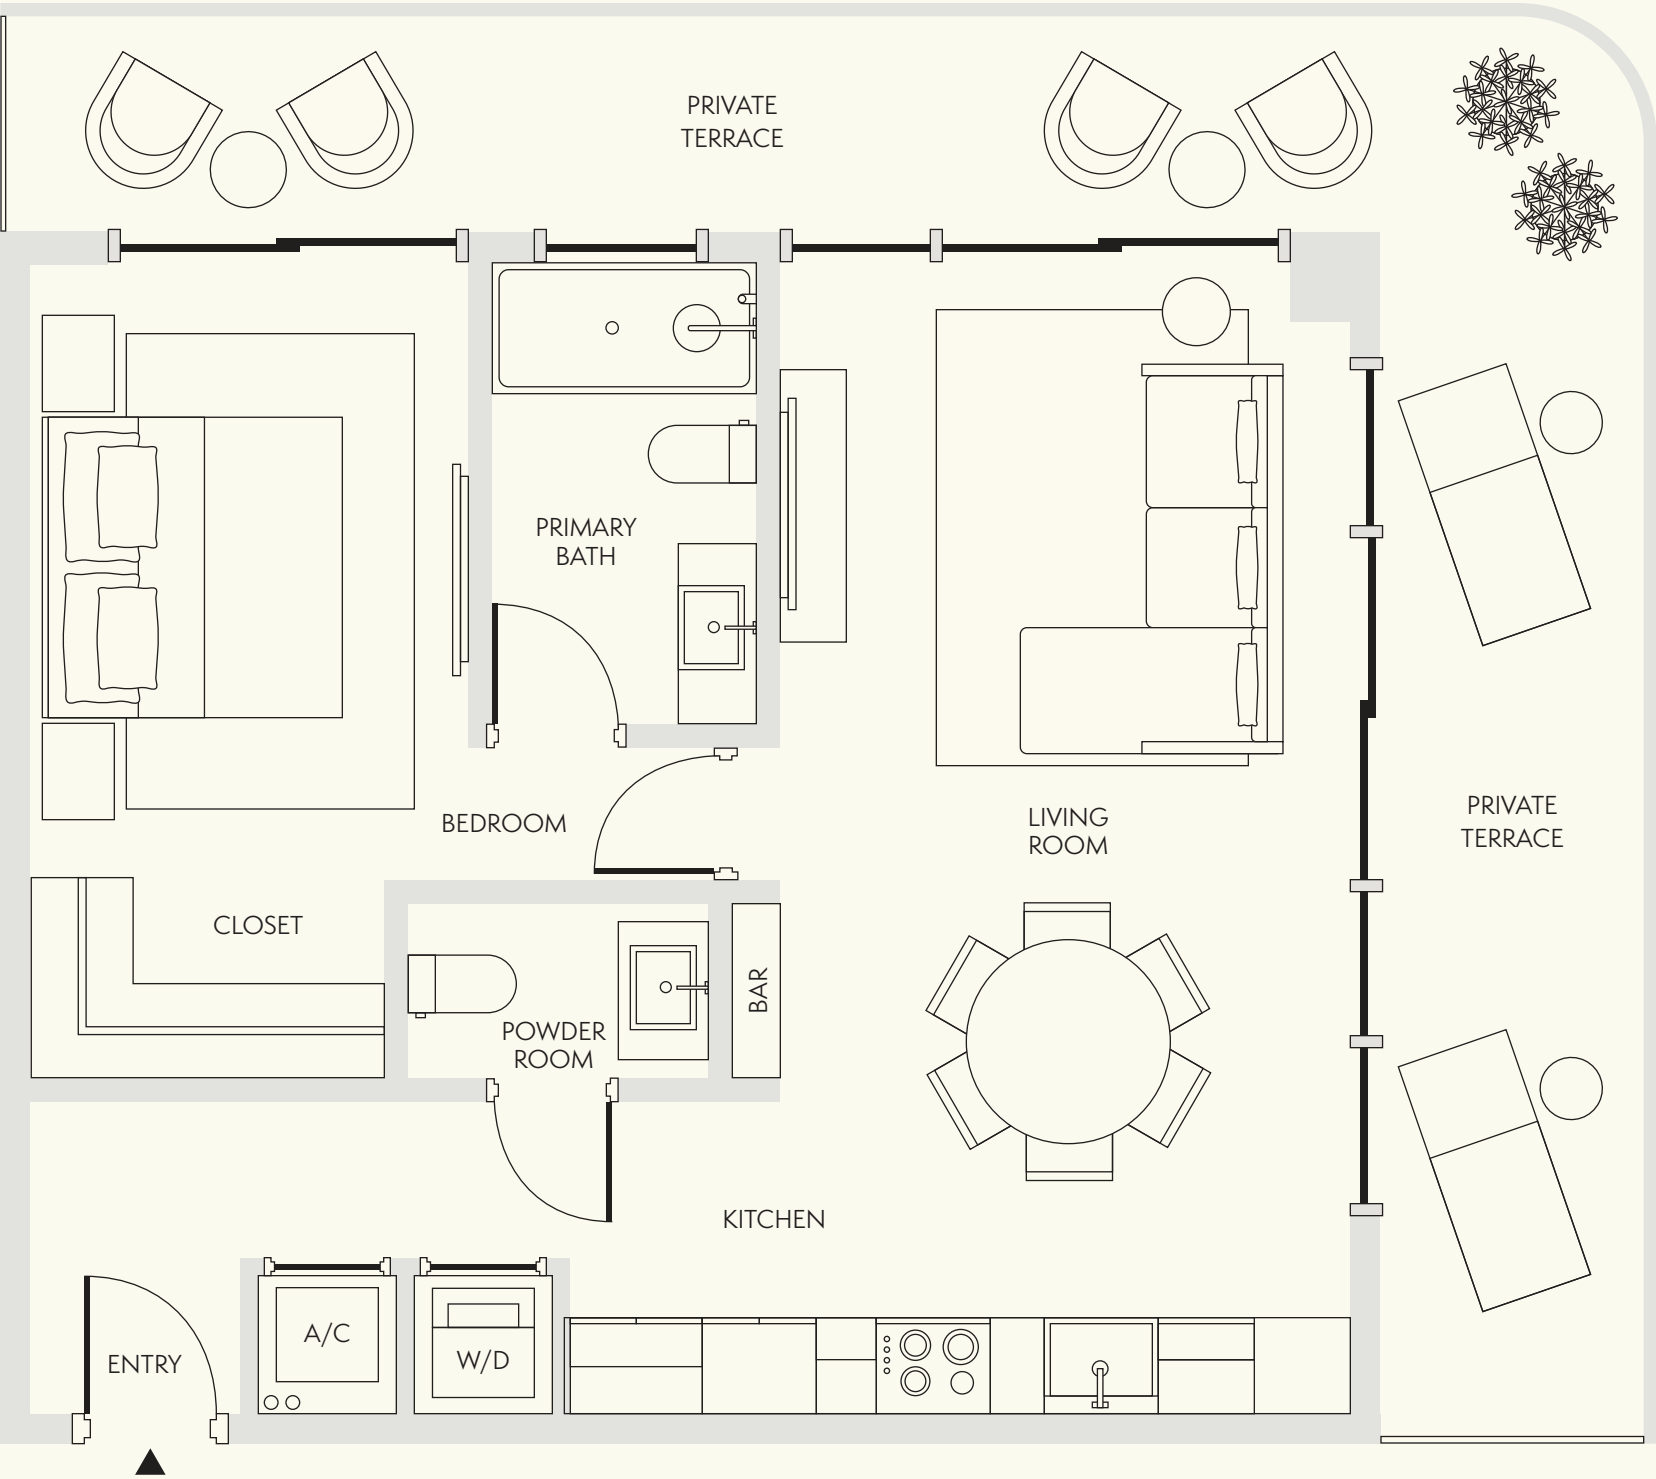 PRIVATE
TERRACE
PRIMARY
BATH
BEDROOM
LIVING
ROOM
PRIVATE
TERRACE
CLOSET
BAR
POWDER
ROOM
KITCHEN
A/C
W/D
ENTRY